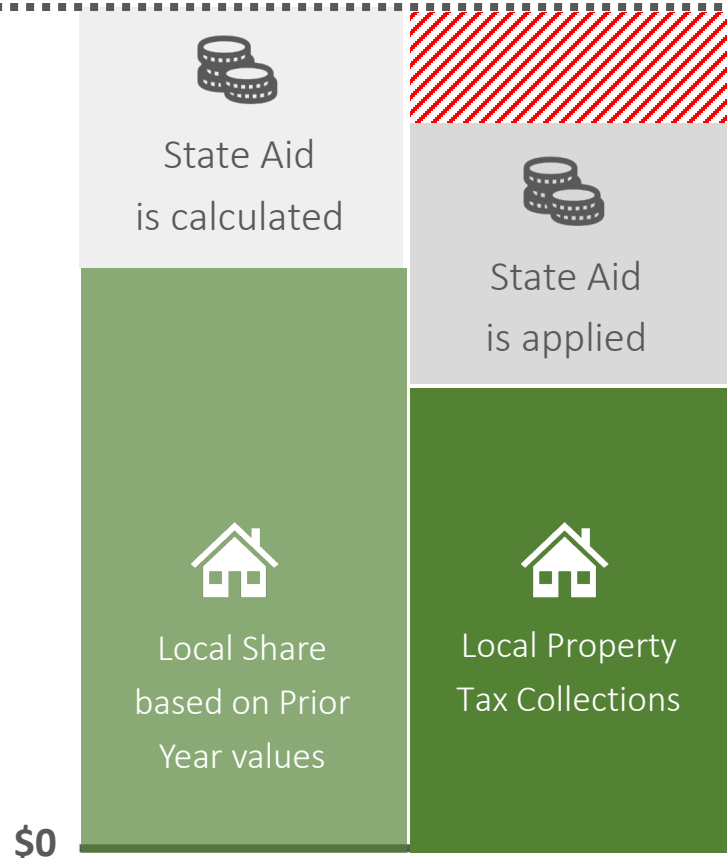 State Aid
is calculated
State Aid
is applied
Local Share
based on Prior
Year values
Local Property
Tax Collections
$0